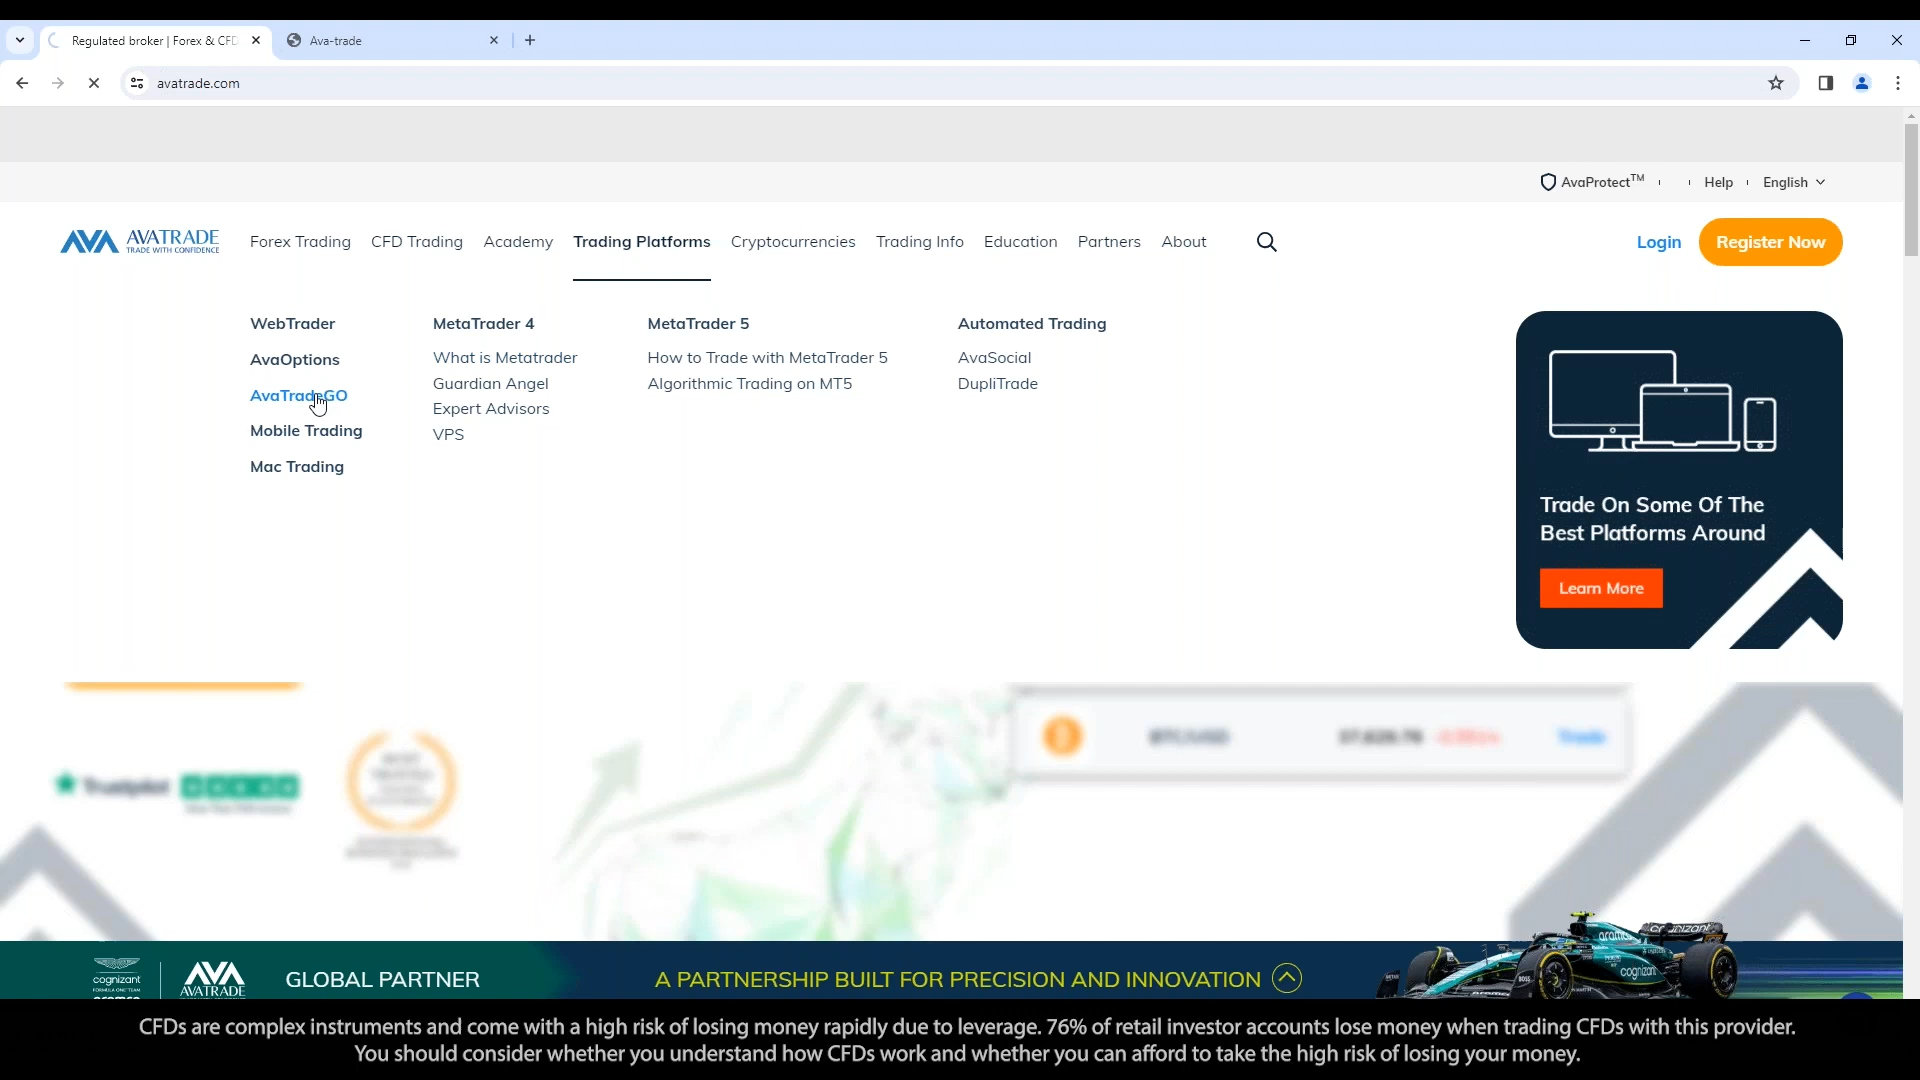 Regulated broker | Forex & CFD
Ava-trade
avatrade.com
AvaProtect™
Help
English
AVATRADE
TRADE WITH CONFIDENCE
Forex Trading
CFD Trading
Academy
Trading Platforms
Cryptocurrencies
Trading Info
Education
Partners
About
Login
Register Now
WebTrader
AvaOptions
AvaTradeGO
Mobile Trading
Mac Trading
MetaTrader 4
What is Metatrader
Guardian Angel
Expert Advisors
VPS
MetaTrader 5
How to Trade with MetaTrader 5
Algorithmic Trading on MT5
Automated Trading
AvaSocial
DupliTrade
Trade On Some Of The
Best Platforms Around
Learn More
Trustpilot
BTC/USD
Trade
cognizant
aramco
AVATRADE
GLOBAL PARTNER
A PARTNERSHIP BUILT FOR PRECISION AND INNOVATION
aramco
cognizant
cognizant
CFDs are complex instruments and come with a high risk of losing money rapidly due to leverage. 76% of retail investor accounts lose money when trading CFDs with this provider.
You should consider whether you understand how CFDs work and whether you can afford to take the high risk of losing your money.